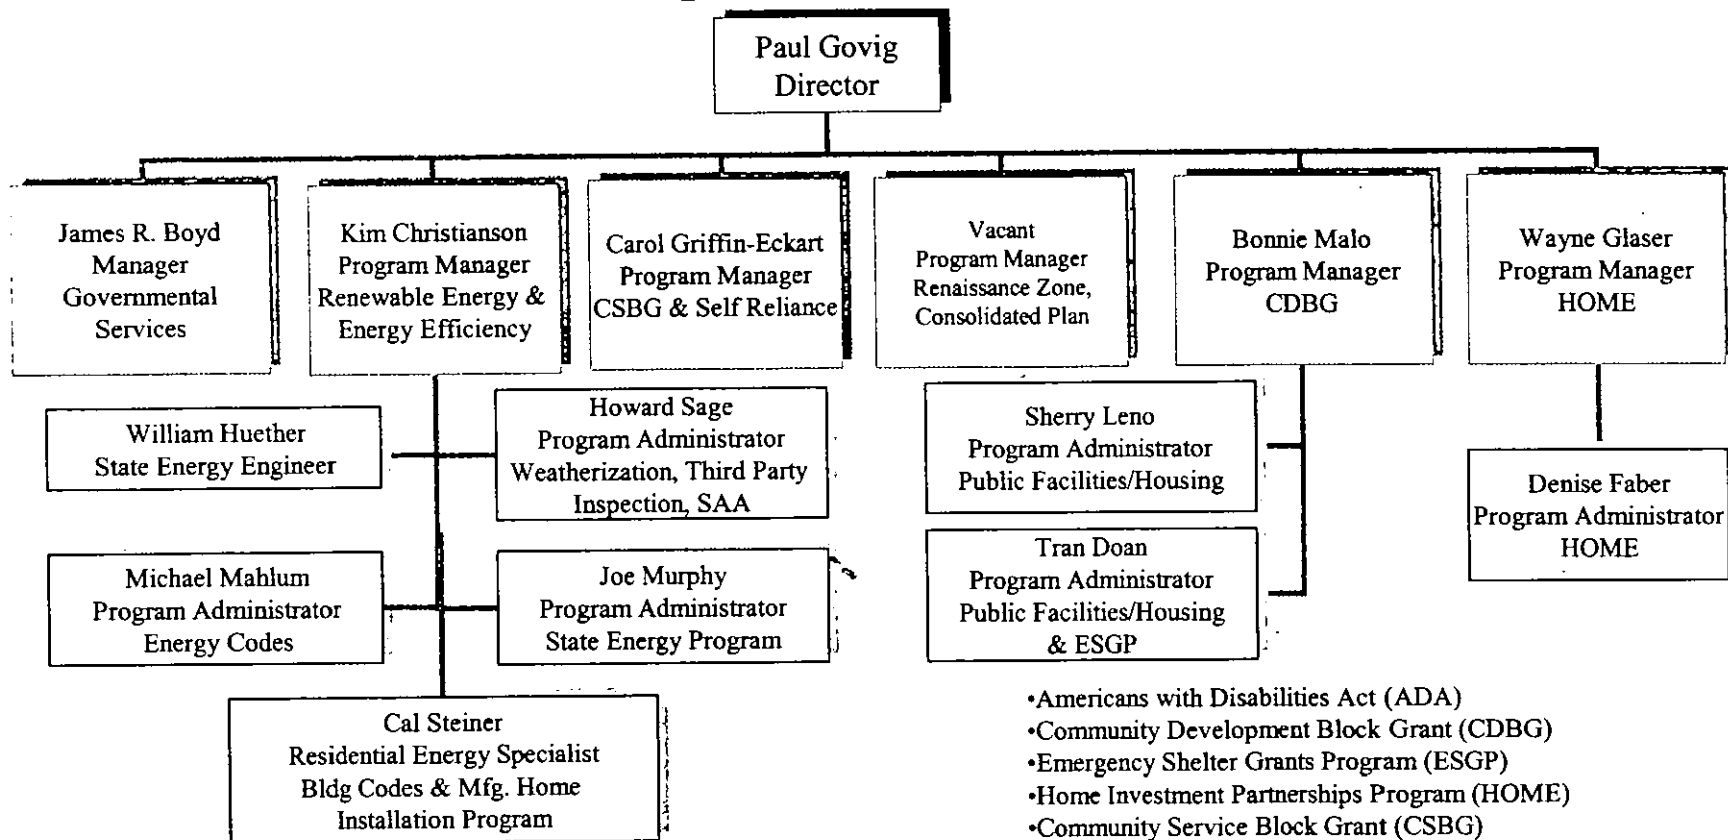 Paul Govig
Director
James R. Boyd
Manager
Governmental
Services
Kim Christianson
Program Manager
Renewable Energy &
Energy Efficiency
Carol Griffin-Eckart
Program Manager
CSBG & Self Reliance
Vacant
Program Manager
Renaissance Zone,
Consolidated Plan
Bonnie Malo
Program Manager
CDBG
Wayne Glaser
Program Manager
HOME
William Huether
State Energy Engineer
Howard Sage
Program Administrator
Weatherization, Third Party
Inspection, SAA
Sherry Leno
Program Administrator
Public Facilities/Housing
Denise Faber
Program Administrator
HOME
Michael Mahlum
Program Administrator
Energy Codes
Joe Murphy
Program Administrator
State Energy Program
Tran Doan
Program Administrator
Public Facilities/Housing
& ESGP
Cal Steiner
Residential Energy Specialist
Bldg Codes & Mfg. Home
Installation Program
•Americans with Disabilities Act (ADA)
•Community Development Block Grant (CDBG)
•Emergency Shelter Grants Program (ESGP)
•Home Investment Partnerships Program (HOME)
•Community Service Block Grant (CSBG)